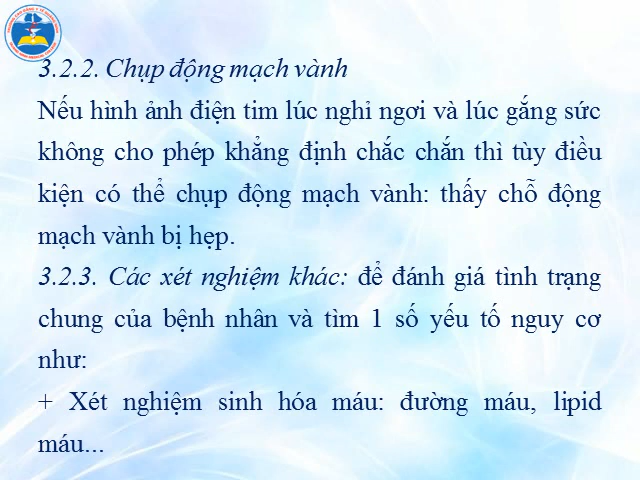 3.2.2. Chụp động mạch vành
Nếu hình ảnh điện tim lúc nghỉ ngơi và lúc gắng sức
không cho phép khẳng định chắc chắn thì tùy điều
kiện có thể chụp động mạch vành: thấy chỗ động
mạch vành bị hẹp.
3.2.3. Các xét nghiệm khác: để đánh giá tình trạng
chung của bệnh nhân và tìm 1 số yếu tố nguy cơ
như:
+ Xét nghiệm sinh hóa máu: đường máu, lipid
máu...